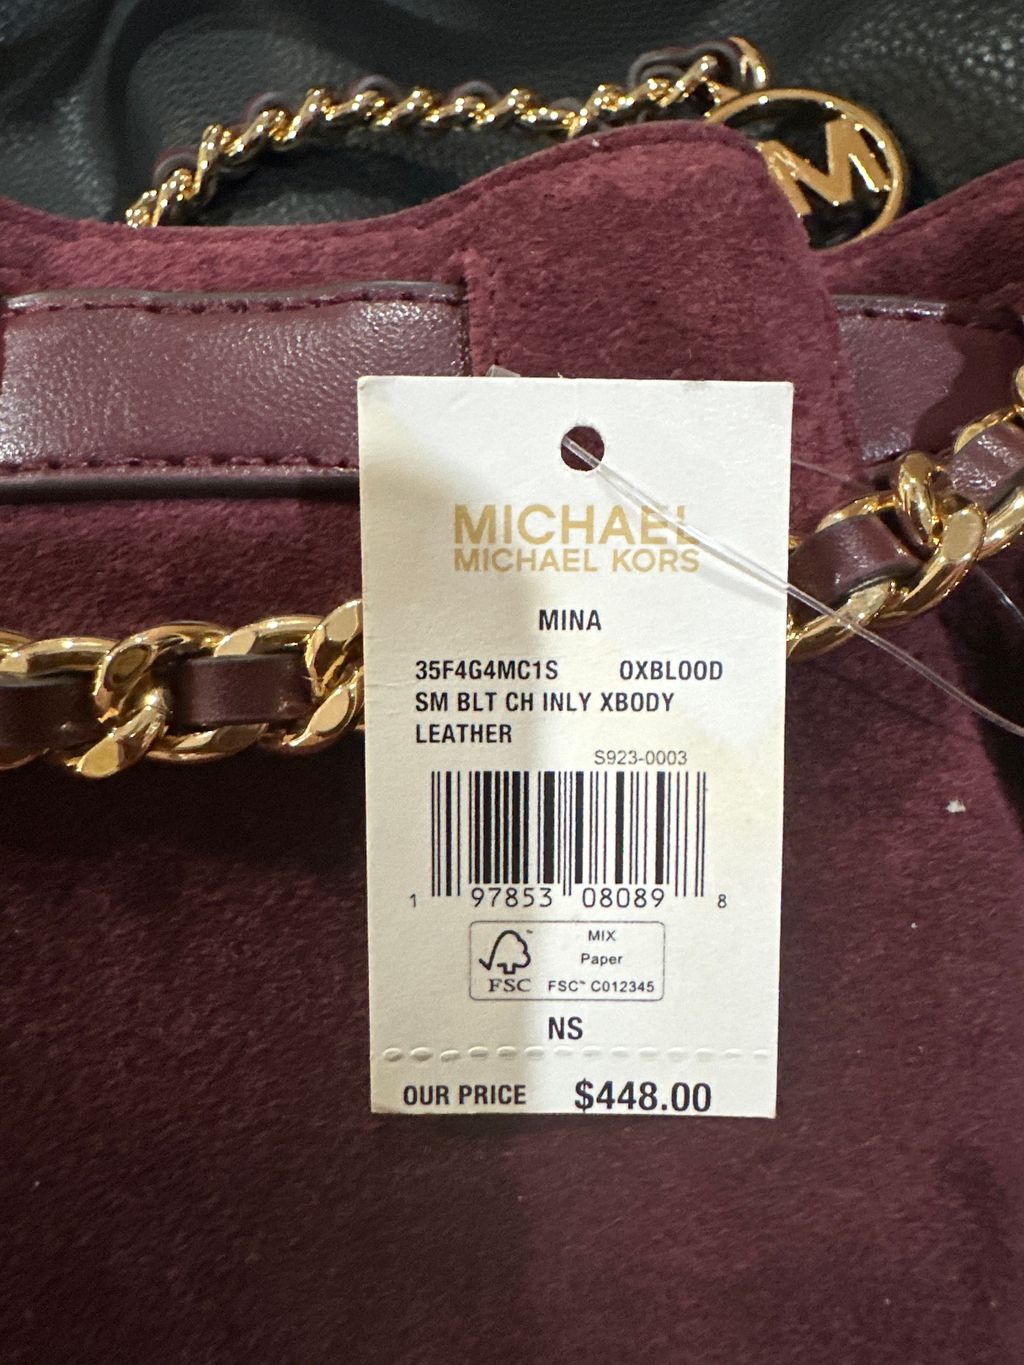 M
MICHAEL
MICHAEL KORS
MINA
35F4G4MC1S OXBLOOD
SM BLT CH INLY XBODY
LEATHER
S923-0003
1 97853 08089 8
FSC™
MIX
Paper
FSC™ C012345
NS
OUR PRICE $448.00